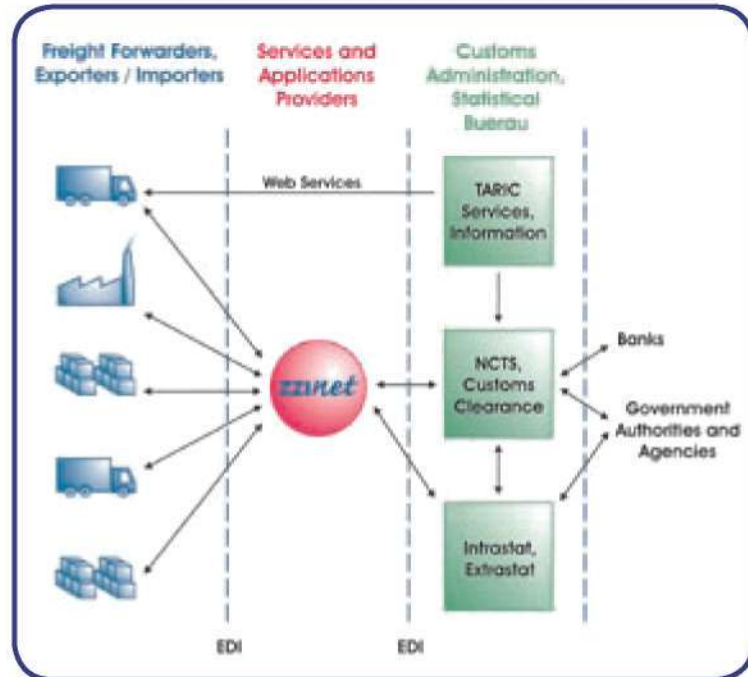 Freight Forwarders,
Exporters / Importers
Services and
Applications
Providers
Customs
Administration,
Statistical
Buerau
Web Services
TARIC
Services,
Information
zzinet
NCTS,
Customs
Clearance
Banks
Government
Authorities and
Agencies
Intrastat,
Extrastat
EDI
EDI